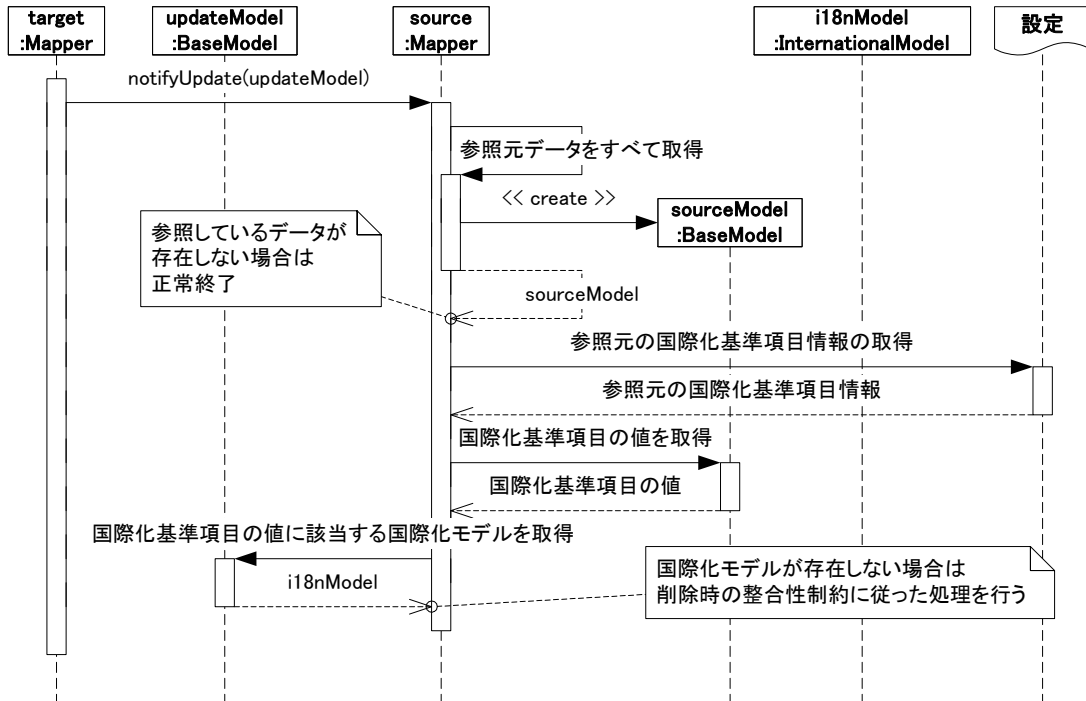 target
:Mapper
updateModel
:BaseModel
source
:Mapper
i18nModel
:InternationalModel
設定
notifyUpdate(updateModel)
参照元データをすべて取得
<< create >>
sourceModel
:BaseModel
参照しているデータが
存在しない場合は
正常終了
sourceModel
参照元の国際化基準項目情報の取得
参照元の国際化基準項目情報
国際化基準項目の値を取得
国際化基準項目の値
国際化基準項目の値に該当する国際化モデルを取得
i18nModel
国際化モデルが存在しない場合は
削除時の整合性制約に従った処理を行う